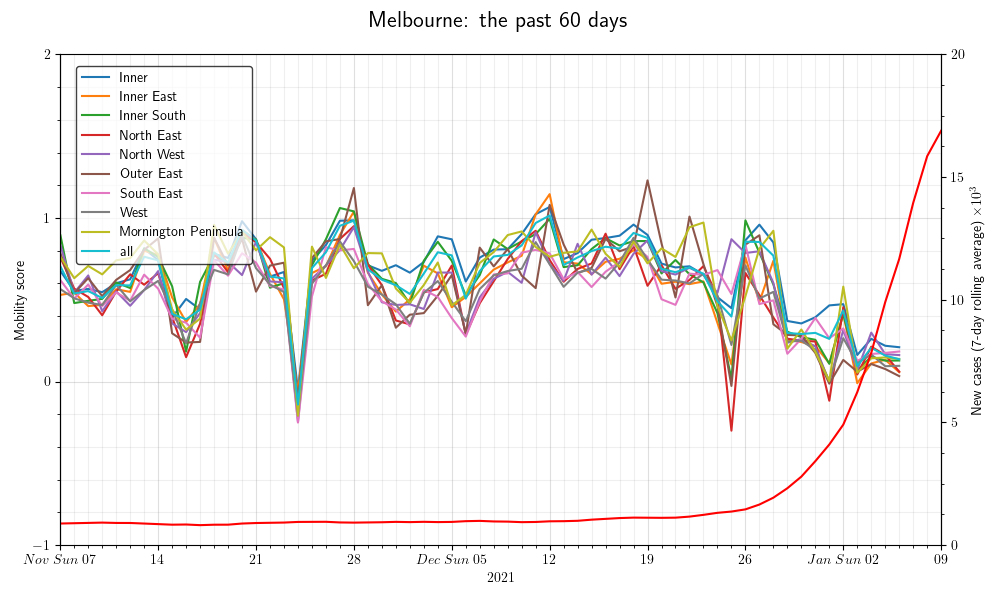 Melbourne: the past 60 days
2
1
0
−1
Mobility score
Inner
Inner East
Inner South
North East
North West
Outer East
South East
West
Mornington Peninsula
all
20
15
10
5
0
New cases (7-day rolling average) ×10³
Nov Sun 07 14 21 28 Dec Sun 05 12 19 26 Jan Sun 02 09
2021